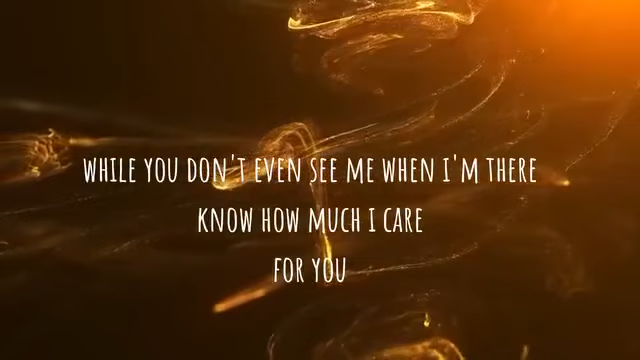 WHILE YOU DON'T EVEN SEE ME WHEN I'M THERE
KNOW HOW MUCH I CARE
FOR YOU